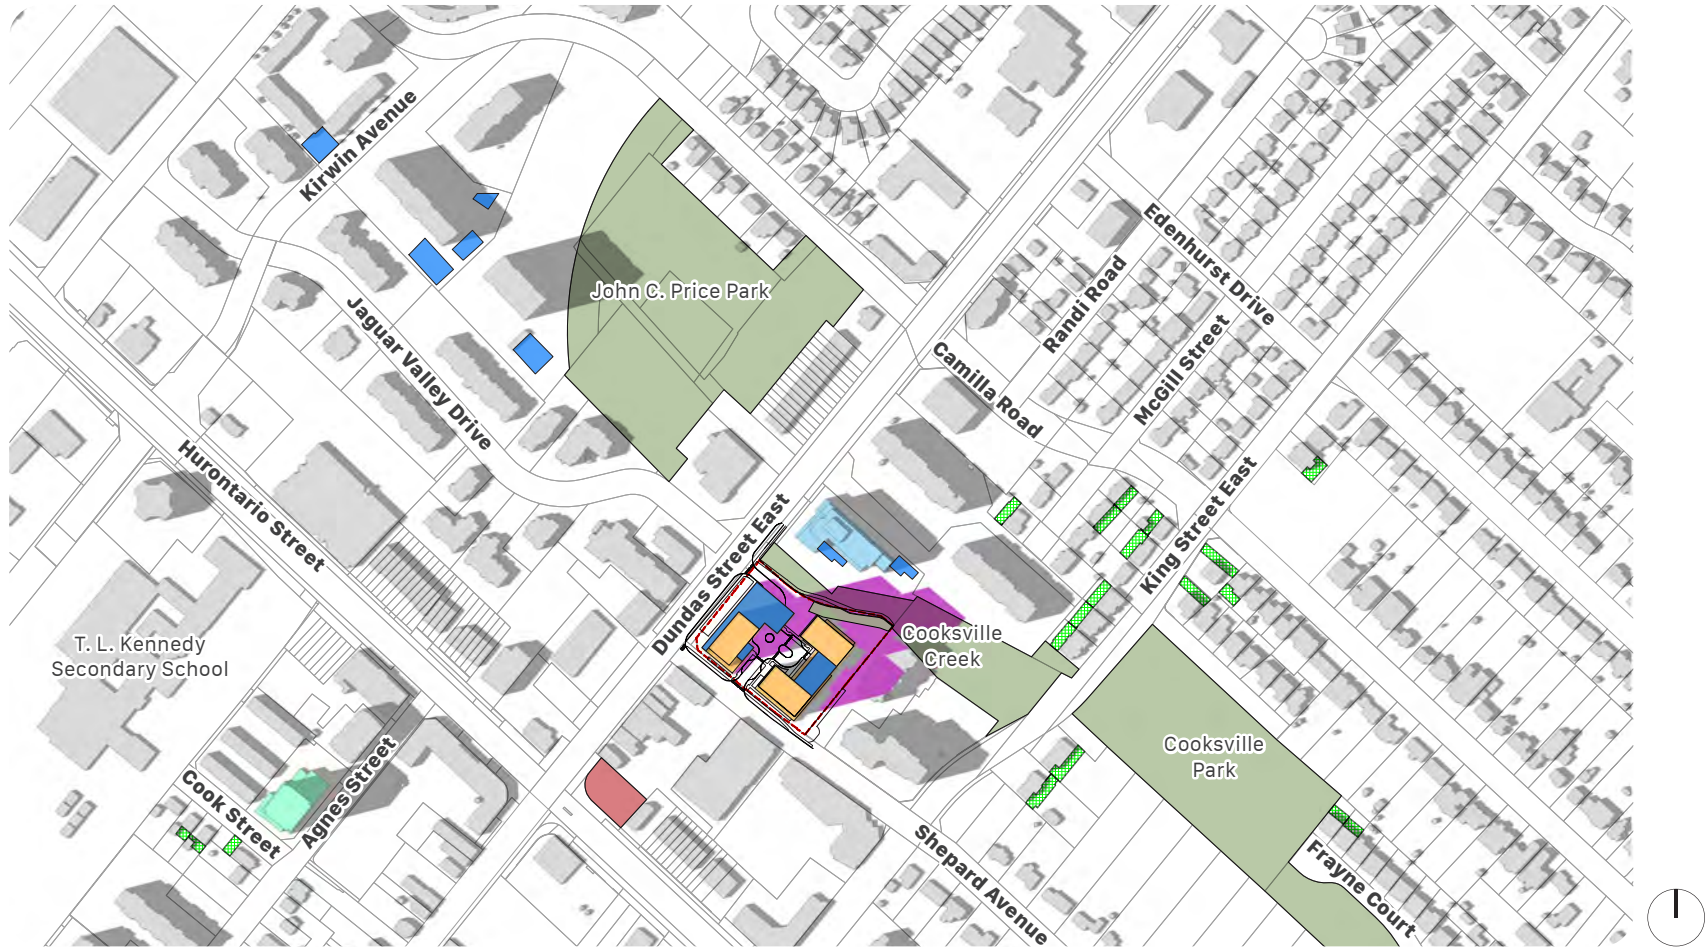 Kirwin Avenue
Edenhurst Drive
John C. Price Park
Randi Road
Jaguar Valley Drive
McGill Street
Camilla Road
Hurontario Street
King Street East
Dundas Street East
T. L. Kennedy
Secondary School
Cooksville
Creek
Cooksville
Park
Cook Street
Agnes Street
Shepard Avenue
Frayne Court